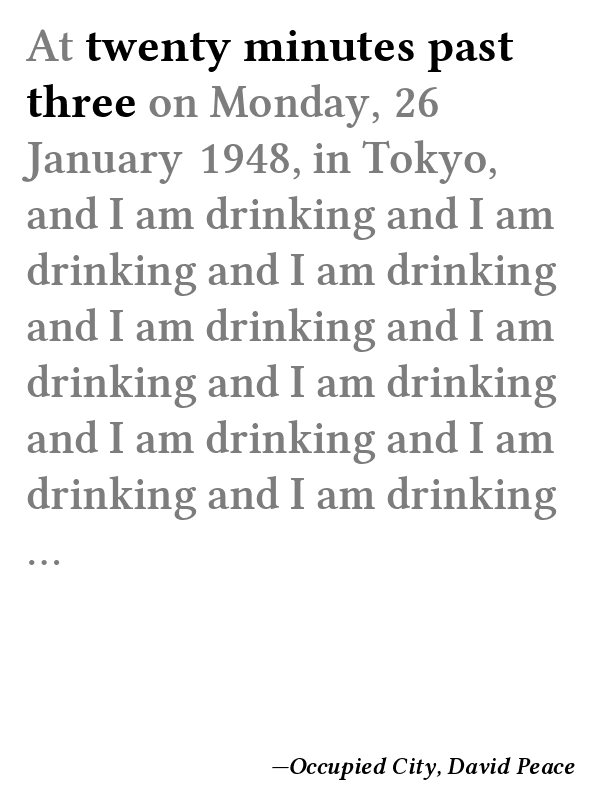 At twenty minutes past
three on Monday, 26
January 1948, in Tokyo,
and I am drinking and I am
drinking and I am drinking
and I am drinking and I am
drinking and I am drinking
and I am drinking and I am
drinking and I am drinking
...
—Occupied City, David Peace